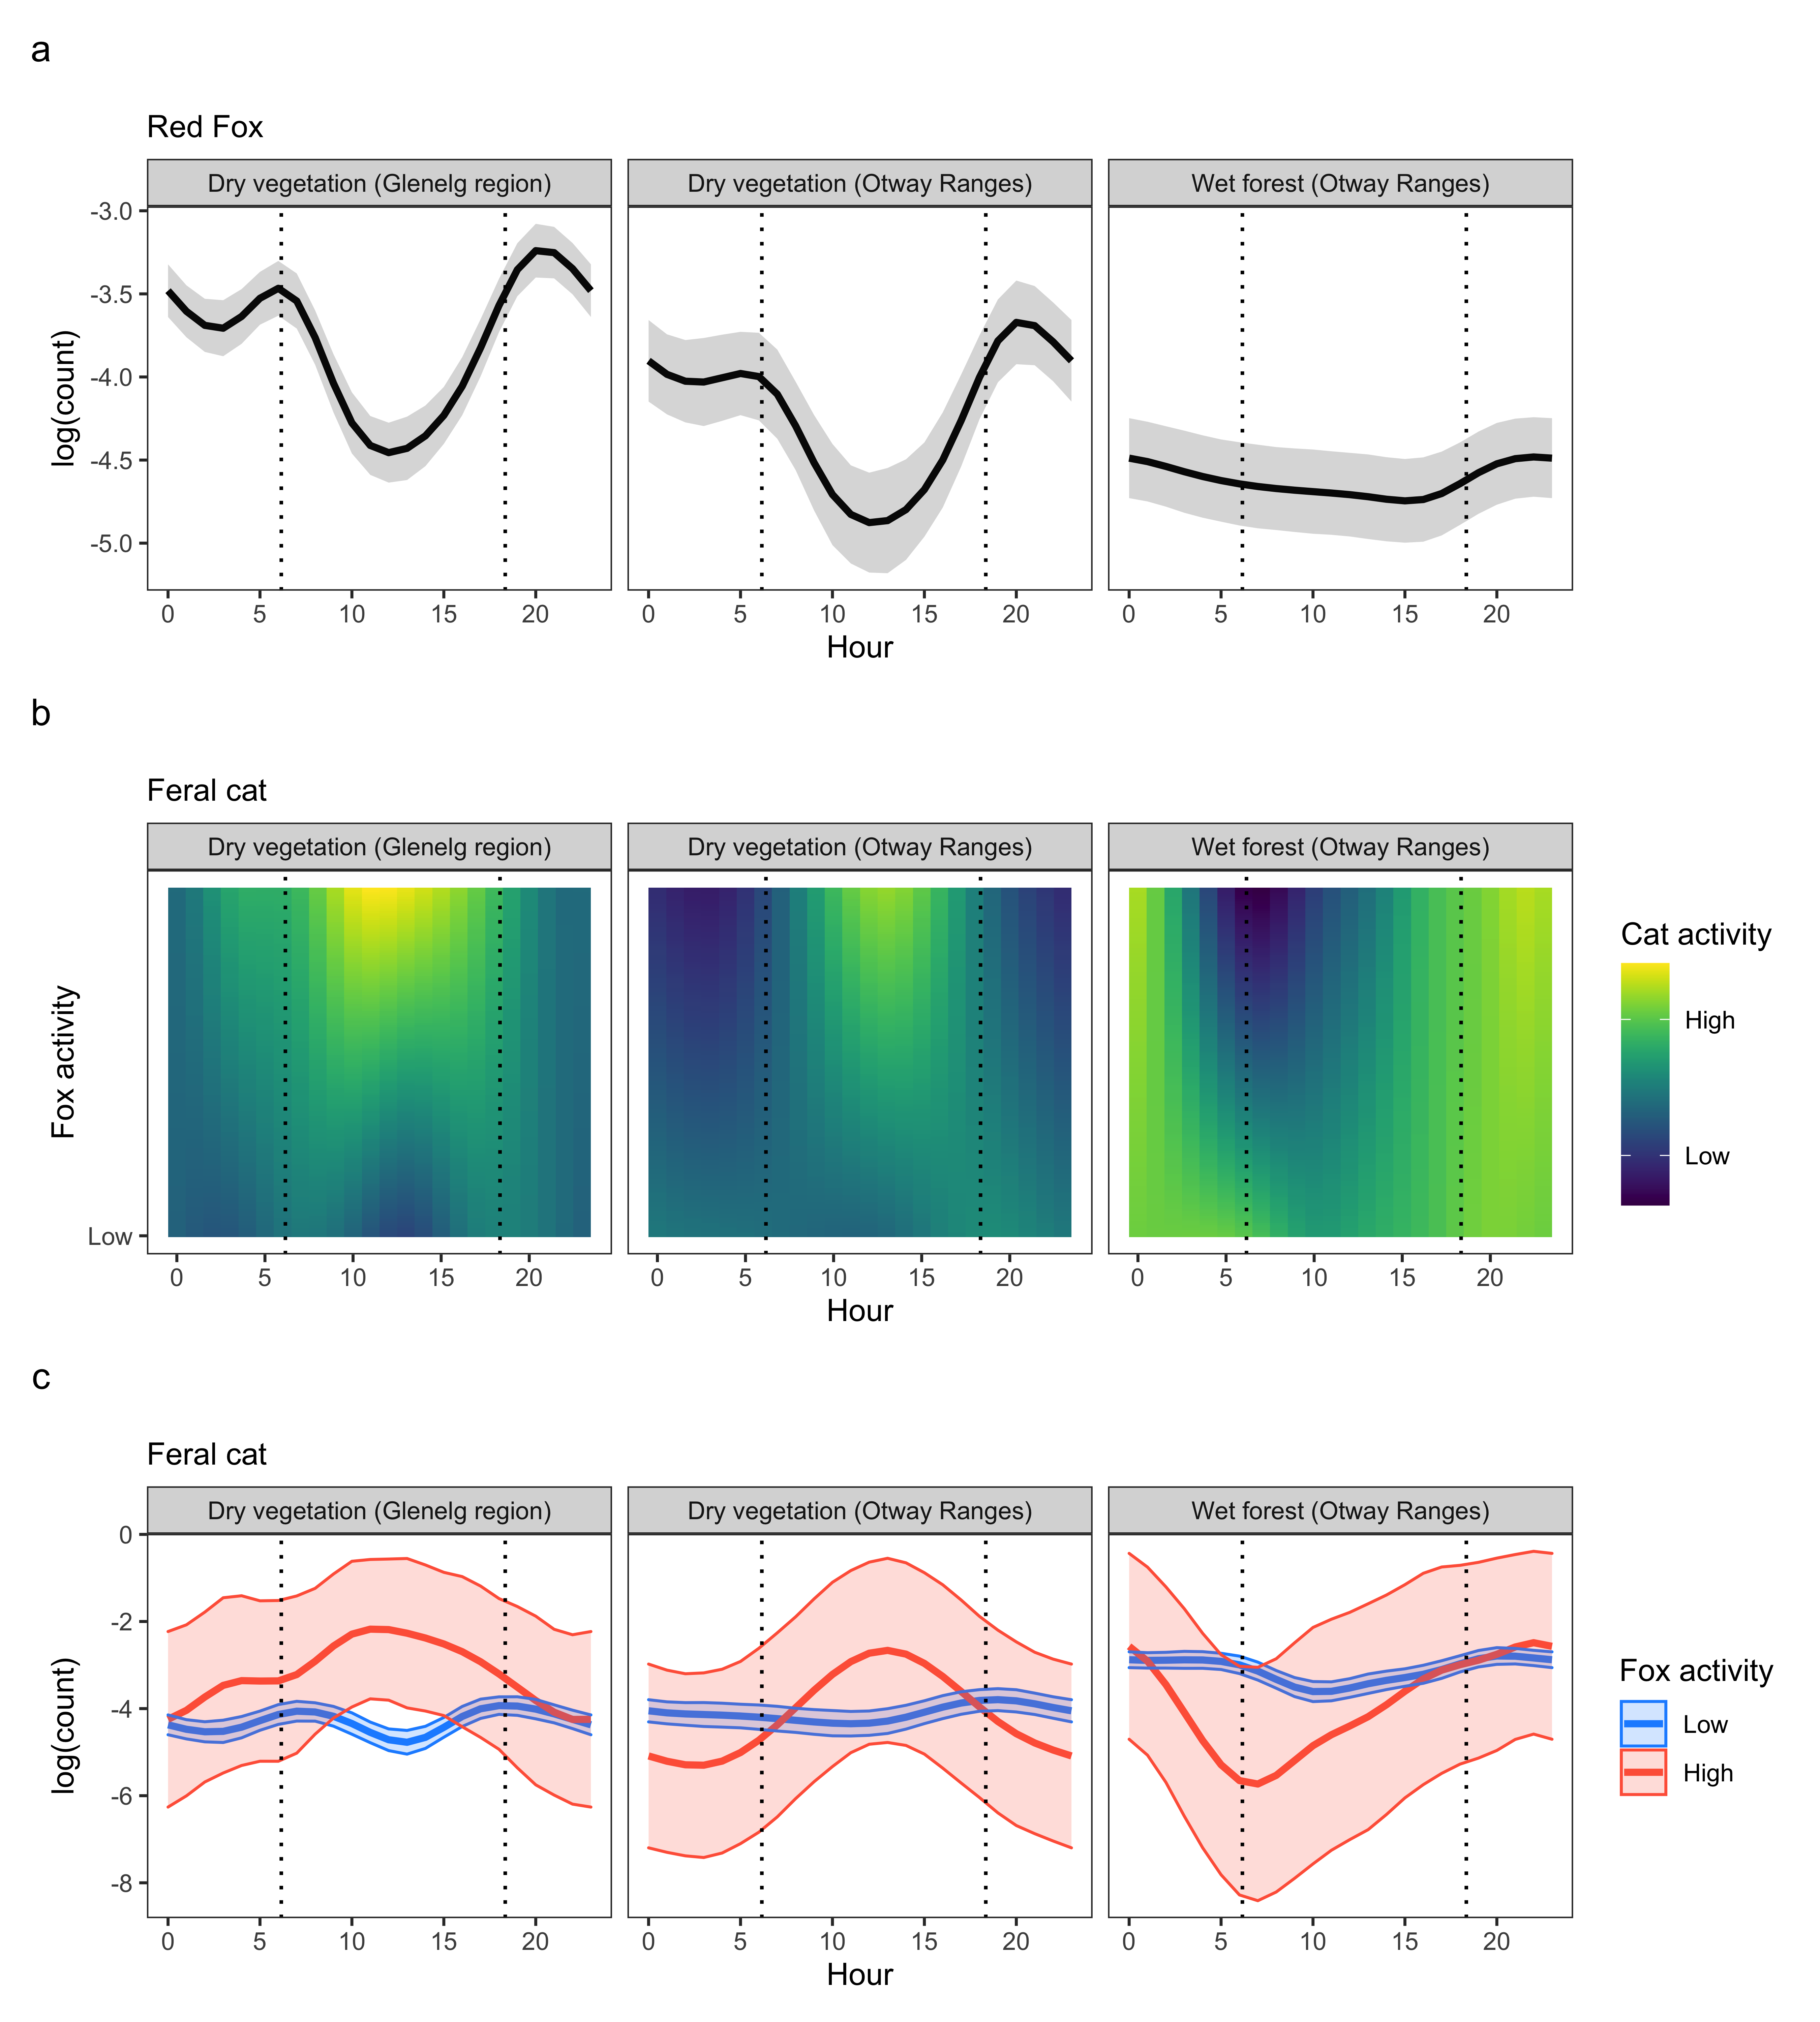 a
Red Fox
Dry vegetation (Glenelg region)
Dry vegetation (Otway Ranges)
Wet forest (Otway Ranges)
log(count)
-3.0
-3.5
-4.0
-4.5
-5.0
0 5 10 15 20
0 5 10 15 20
0 5 10 15 20
Hour
b
Feral cat
Dry vegetation (Glenelg region)
Dry vegetation (Otway Ranges)
Wet forest (Otway Ranges)
Fox activity
Low
0 5 10 15 20
0 5 10 15 20
0 5 10 15 20
Hour
Cat activity
High
Low
c
Feral cat
Dry vegetation (Glenelg region)
Dry vegetation (Otway Ranges)
Wet forest (Otway Ranges)
log(count)
0
-2
-4
-6
-8
0 5 10 15 20
0 5 10 15 20
0 5 10 15 20
Hour
Fox activity
Low
High